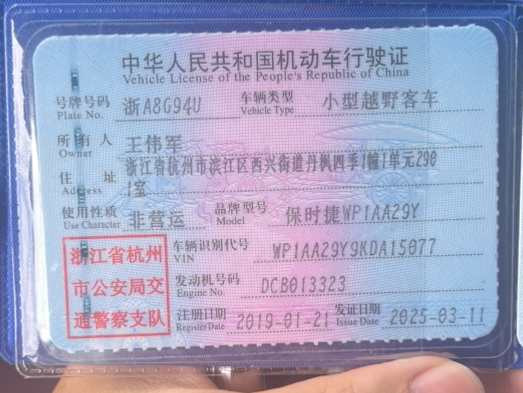 中华人民共和国机动车行驶证
Vehicle License of the People's Republic of China
号牌号码 浙A8G94U 车辆类型 小型越野客车
Plate No. Vehicle Type
所有人 王伟军
Owner
住址 浙江省杭州市滨江区西兴街道丹枫四季1幢1单元290
Address 1室
使用性质 非营运 品牌型号 保时捷WP1AA29Y
Use Character Model
车辆识别代号 WP1AA29Y9KDA15077
VIN
发动机号码 DCB013323
Engine No.
注册日期 2019-01-21 发证日期 2025-03-11
Register Date Issue Date
浙江省杭州
市公安局交
通警察支队